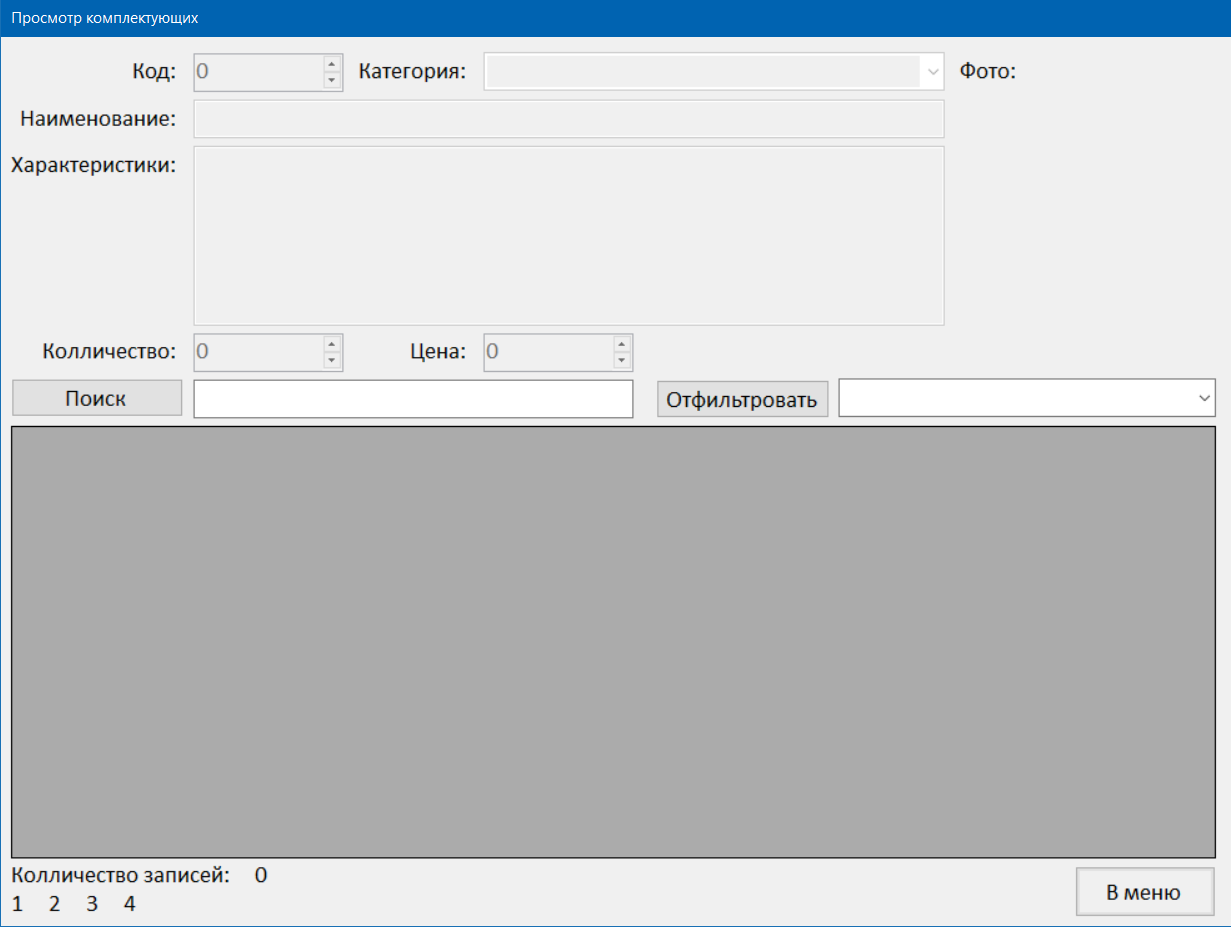 Просмотр комплектующих
Код: 0 Категория: Фото:
Наименование:
Характеристики:
Колличество: 0 Цена: 0
Поиск Отфильтровать
Колличество записей: 0
1 2 3 4
В меню